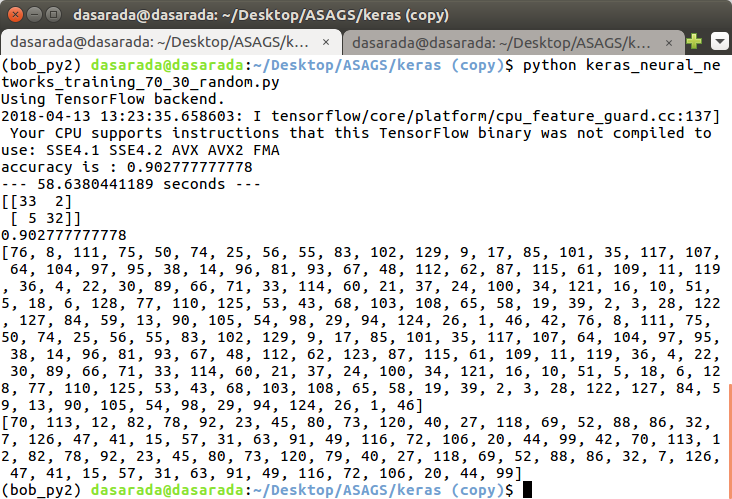 dasarada@dasarada: ~/Desktop/ASAGS/keras (copy)
dasarada@dasarada: ~/Desktop/ASAGS/k... × dasarada@dasarada: ~/Desktop/ASAGS/k... ×
(bob_py2) dasarada@dasarada:~/Desktop/ASAGS/keras (copy)$ python keras_neural_ne
tworks_training_70_30_random.py
Using TensorFlow backend.
2018-04-13 13:23:35.658603: I tensorflow/core/platform/cpu_feature_guard.cc:137]
 Your CPU supports instructions that this TensorFlow binary was not compiled to
use: SSE4.1 SSE4.2 AVX AVX2 FMA
accuracy is : 0.902777777778
--- 58.6380441189 seconds ---
[[33  2]
 [ 5 32]]
0.902777777778
[76, 8, 111, 75, 50, 74, 25, 56, 55, 83, 102, 129, 9, 17, 85, 101, 35, 117, 107,
 64, 104, 97, 95, 38, 14, 96, 81, 93, 67, 48, 112, 62, 87, 115, 61, 109, 11, 119
, 36, 4, 22, 30, 89, 66, 71, 33, 114, 60, 21, 37, 24, 100, 34, 121, 16, 10, 51,
5, 18, 6, 128, 77, 110, 125, 53, 43, 68, 103, 108, 65, 58, 19, 39, 2, 3, 28, 122
, 127, 84, 59, 13, 90, 105, 54, 98, 29, 94, 124, 26, 1, 46, 42, 76, 8, 111, 75,
50, 74, 25, 56, 55, 83, 102, 129, 9, 17, 85, 101, 35, 117, 107, 64, 104, 97, 95,
 38, 14, 96, 81, 93, 67, 48, 112, 62, 123, 87, 115, 61, 109, 11, 119, 36, 4, 22,
 30, 89, 66, 71, 33, 114, 60, 21, 37, 24, 100, 34, 121, 16, 10, 51, 5, 18, 6, 12
8, 77, 110, 125, 53, 43, 68, 103, 108, 65, 58, 19, 39, 2, 3, 28, 122, 127, 84, 5
9, 13, 90, 105, 54, 98, 29, 94, 124, 26, 1, 46]
[70, 113, 12, 82, 78, 92, 23, 45, 80, 73, 120, 40, 27, 118, 69, 52, 88, 86, 32,
7, 126, 47, 41, 15, 57, 31, 63, 91, 49, 116, 72, 106, 20, 44, 99, 42, 70, 113, 1
2, 82, 78, 92, 23, 45, 80, 73, 120, 79, 40, 27, 118, 69, 52, 88, 86, 32, 7, 126,
 47, 41, 15, 57, 31, 63, 91, 49, 116, 72, 106, 20, 44, 99]
(bob_py2) dasarada@dasarada:~/Desktop/ASAGS/keras (copy)$